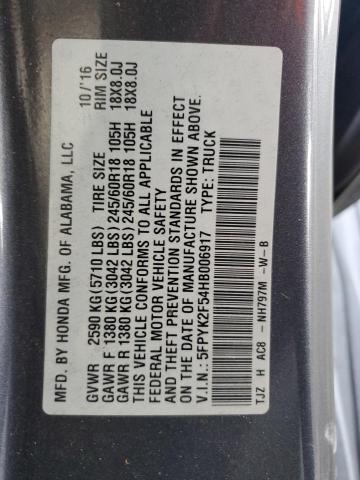 MFD. BY HONDA MFG. OF ALABAMA, LLC 10/'16
GVWR 2590 KG(5710 LBS) TIRE SIZE RIM SIZE
GAWR F 1380 KG(3042 LBS) 245/60R18 105H 18X8.0J
GAWR R 1380 KG(3042 LBS) 245/60R18 105H 18X8.0J
THIS VEHICLE CONFORMS TO ALL APPLICABLE
FEDERAL MOTOR VEHICLE SAFETY
AND THEFT PREVENTION STANDARDS IN EFFECT
ON THE DATE OF MANUFACTURE SHOWN ABOVE.
V.I.N.: 5FPYK2F54HB006917 TYPE: TRUCK
TJZ H AC8 - NH797M -W-B